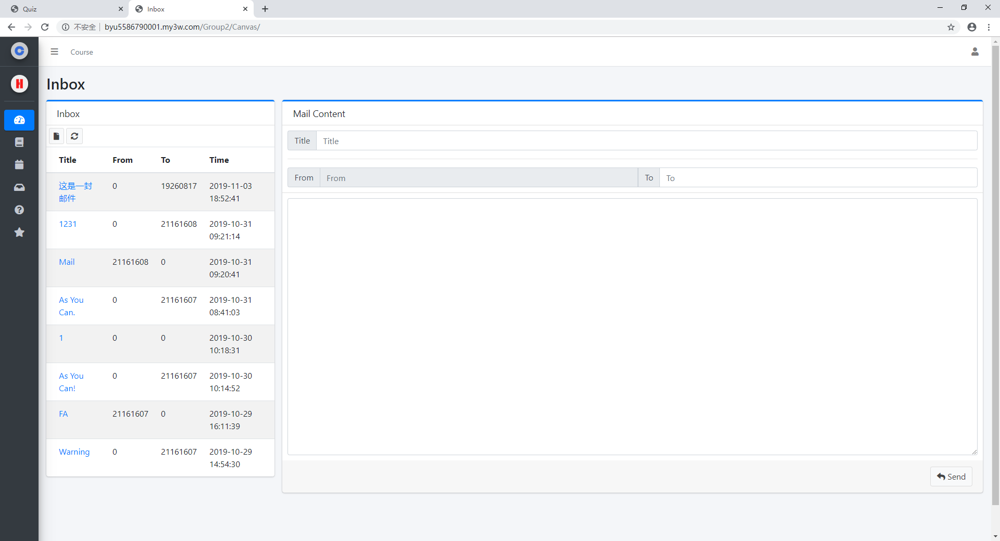 Quiz
Inbox
不安全
byu5586790001.my3w.com/Group2/Canvas/
Course
Inbox
Inbox
Title From To Time
这是一封
邮件
0 19260817 2019-11-03
18:52:41
1231 0 21161608 2019-10-31
09:21:14
Mail 21161608 0 2019-10-31
09:20:41
As You
Can.
0 21161607 2019-10-31
08:41:03
1 0 0 2019-10-30
10:18:31
As You
Can!
0 21161607 2019-10-30
10:14:52
FA 21161607 0 2019-10-29
16:11:39
Warning 0 21161607 2019-10-29
14:54:30
Mail Content
Title Title
From From To To
Send